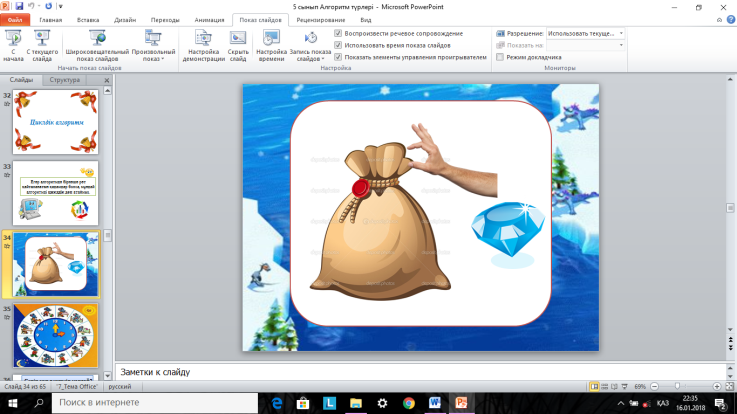 5 сынып Алгоритм түрлері - Microsoft PowerPoint
Файл Главная Вставка Дизайн Переходы Анимация Показ слайдов Рецензирование Вид
С начала
С текущего слайда
Широковещательный показ слайдов
Произвольный показ
Начать показ слайдов
Настройка демонстрации
Скрыть слайд
Настройка времени
Запись показа слайдов
Воспроизвести речевое сопровождение
Использовать время показа слайдов
Показать элементы управления проигрывателем
Настройка
Разрешение: Использовать текуще...
Показать на:
Режим докладчика
Мониторы
Слайды Структура
32
Циклдік алгоритм
33
34
35
Заметки к слайду
Слайд 34 из 65 "7_Тема Office" русский 69%
Поиск в интернете
ҚАЗ
22:35
16.01.2018